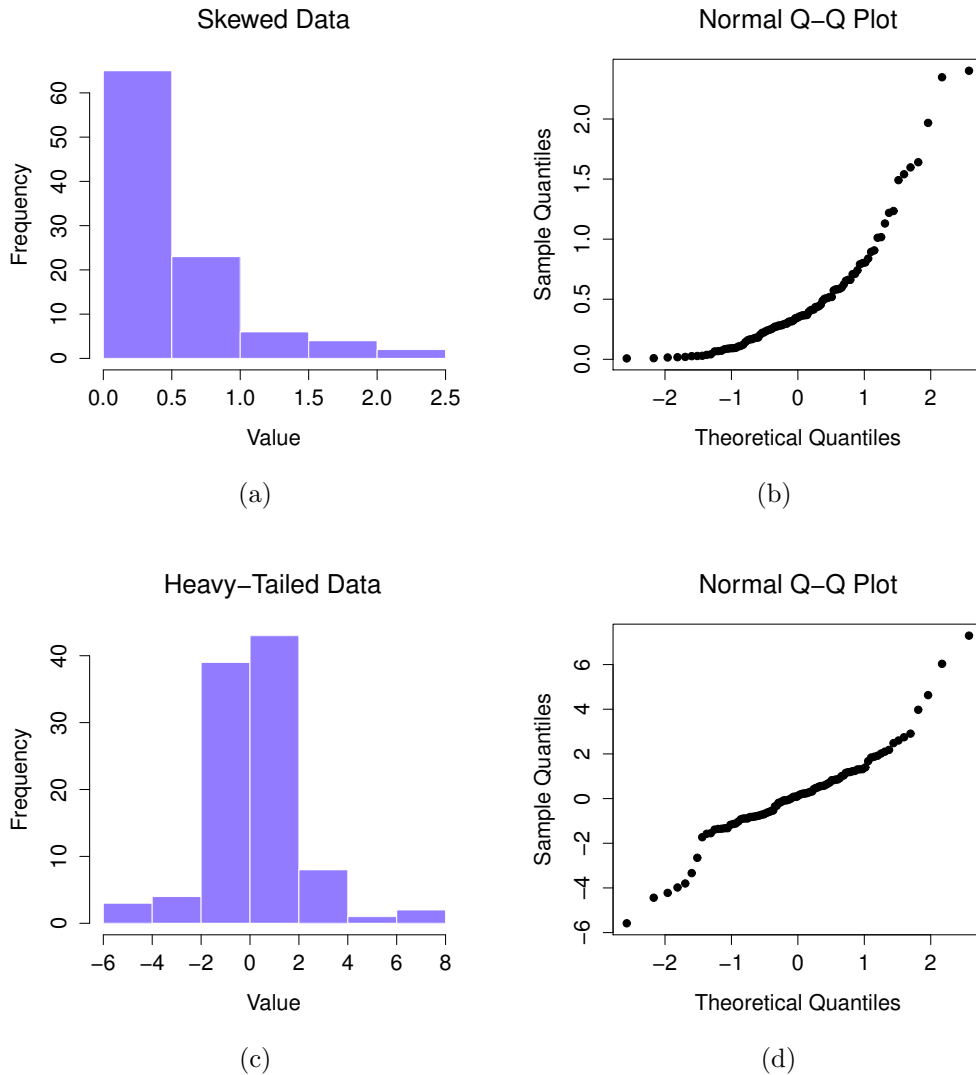 Skewed Data
Frequency
0 10 20 30 40 50 60
0.0 0.5 1.0 1.5 2.0 2.5
Value
(a)
Normal Q−Q Plot
Sample Quantiles
0.0 0.5 1.0 1.5 2.0
−2 −1 0 1 2
Theoretical Quantiles
(b)
Heavy−Tailed Data
Frequency
0 10 20 30 40
−6 −4 −2 0 2 4 6 8
Value
(c)
Normal Q−Q Plot
Sample Quantiles
−6 −4 −2 0 2 4 6
−2 −1 0 1 2
Theoretical Quantiles
(d)